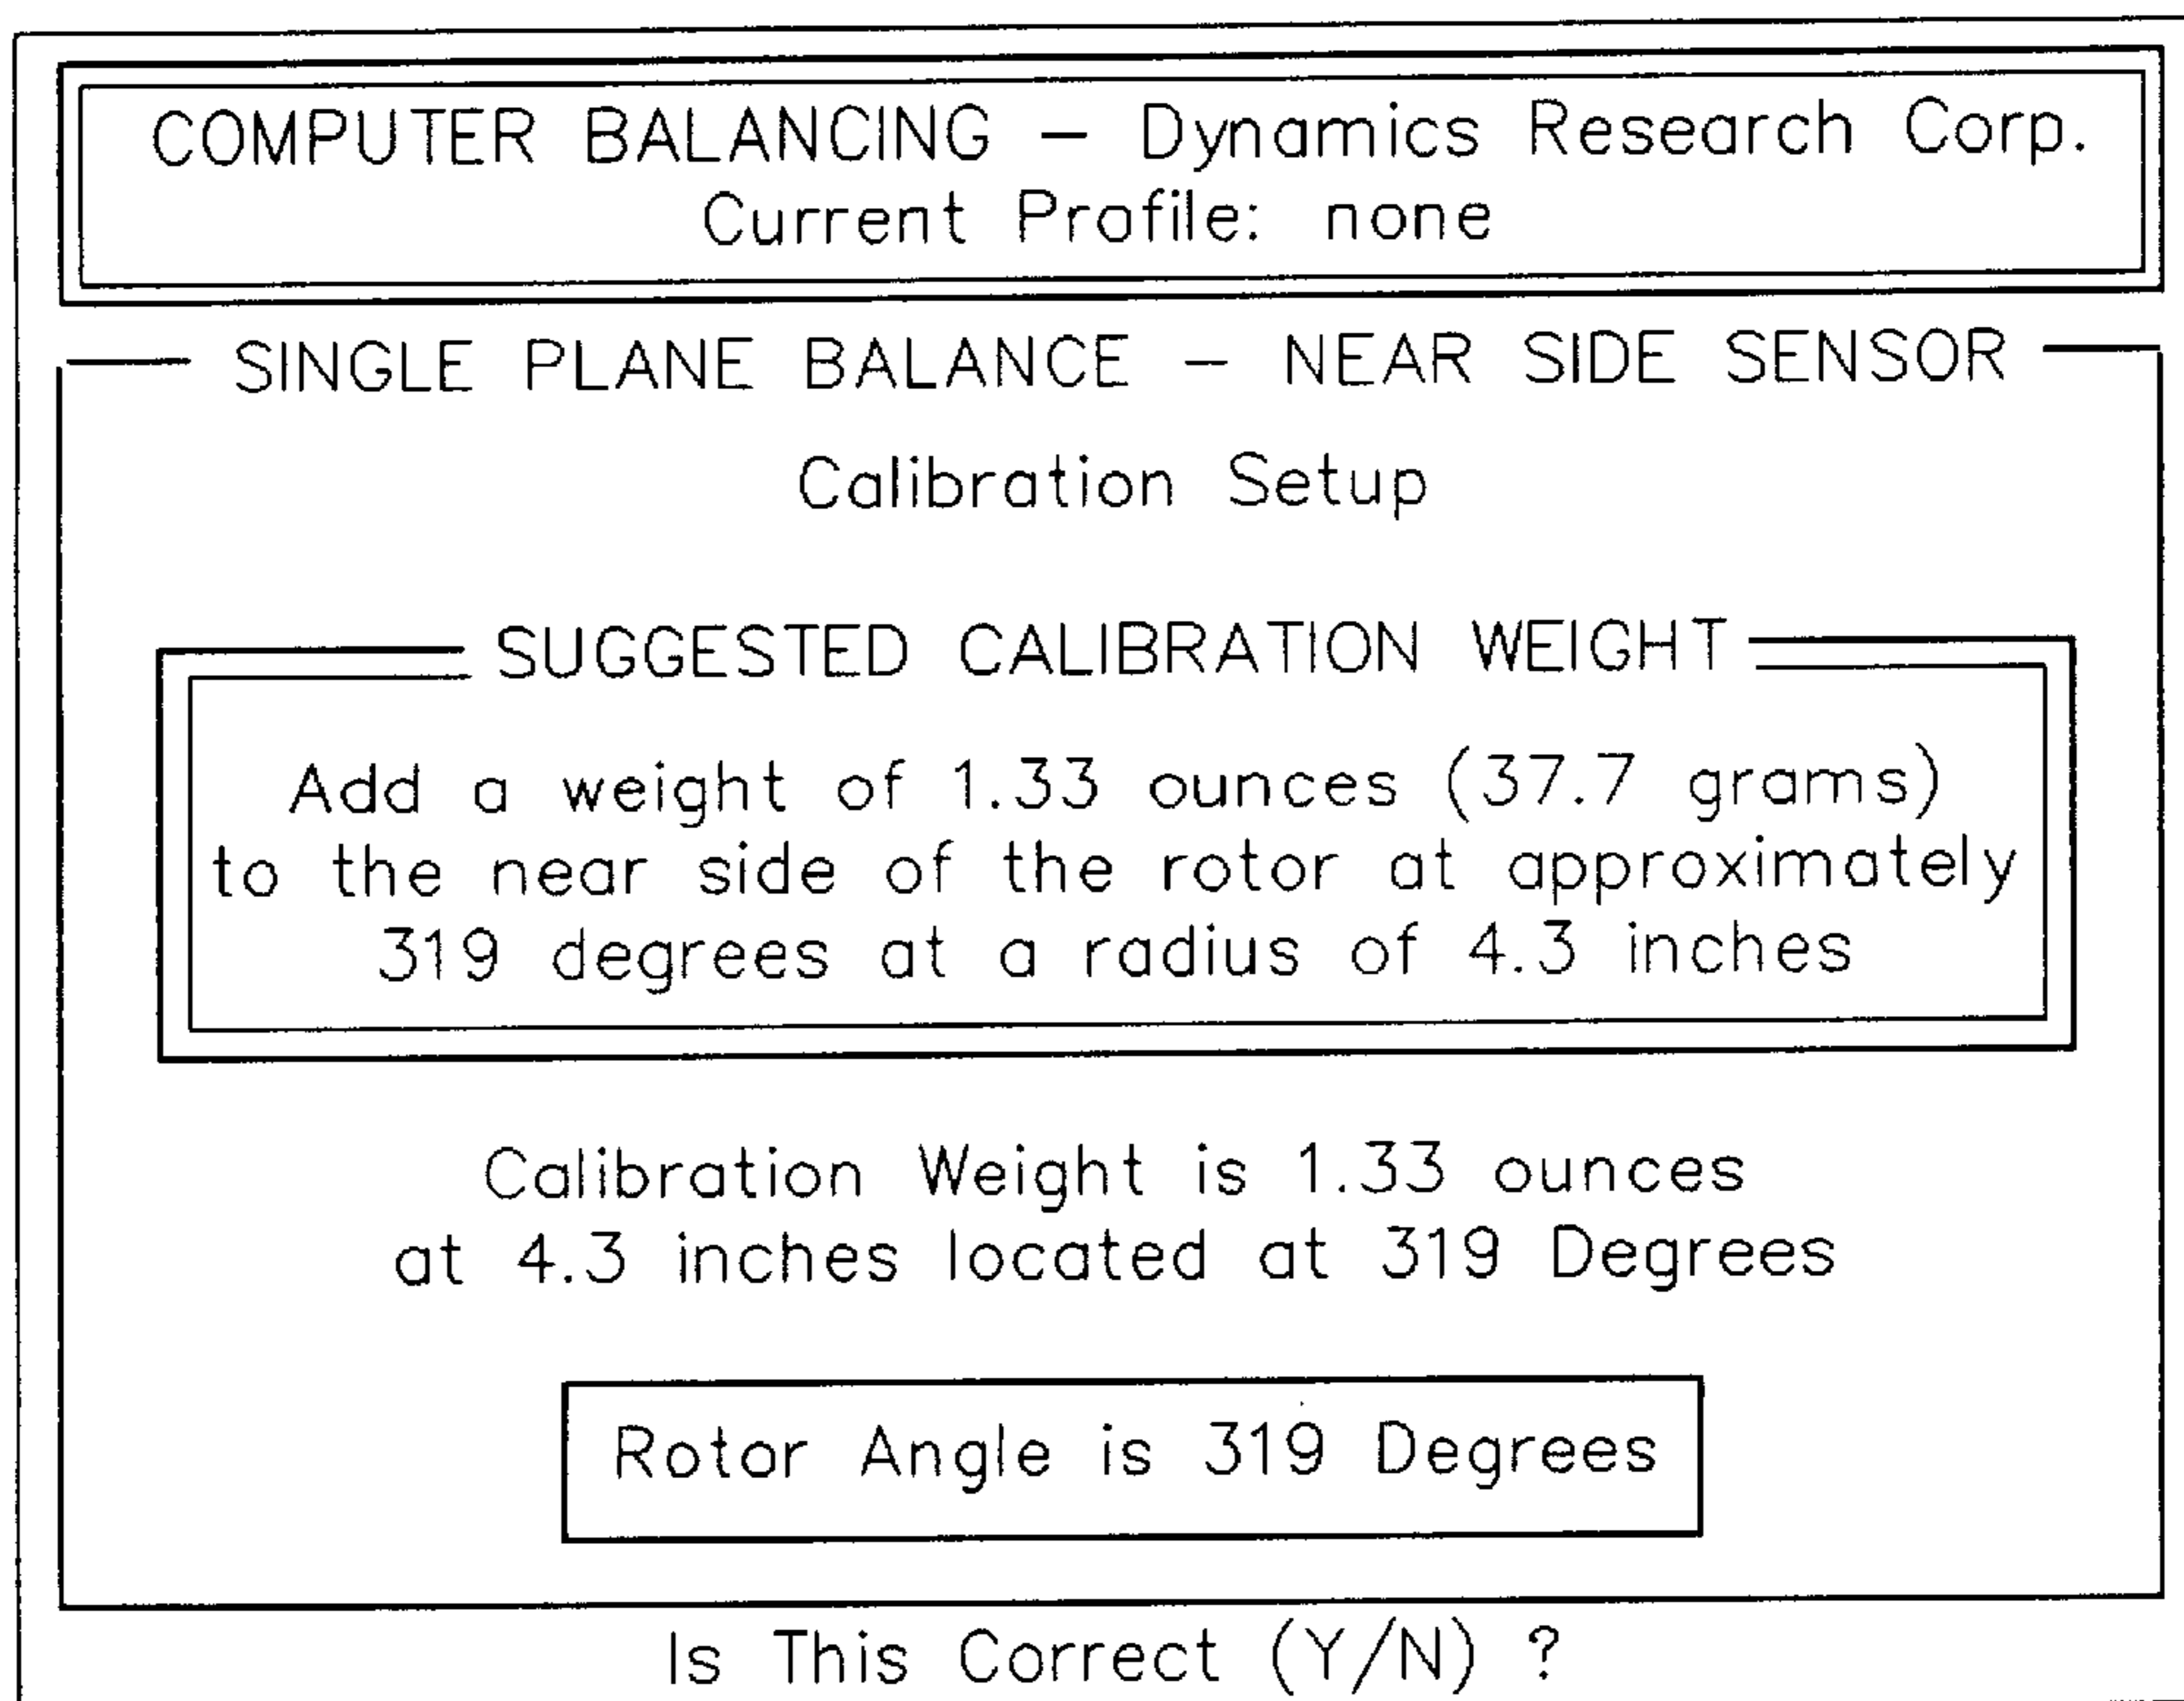 COMPUTER BALANCING – Dynamics Research Corp.
Current Profile: none
SINGLE PLANE BALANCE – NEAR SIDE SENSOR
Calibration Setup
SUGGESTED CALIBRATION WEIGHT
Add a weight of 1.33 ounces (37.7 grams)
to the near side of the rotor at approximately
319 degrees at a radius of 4.3 inches
Calibration Weight is 1.33 ounces
at 4.3 inches located at 319 Degrees
Rotor Angle is 319 Degrees
Is This Correct (Y/N) ?